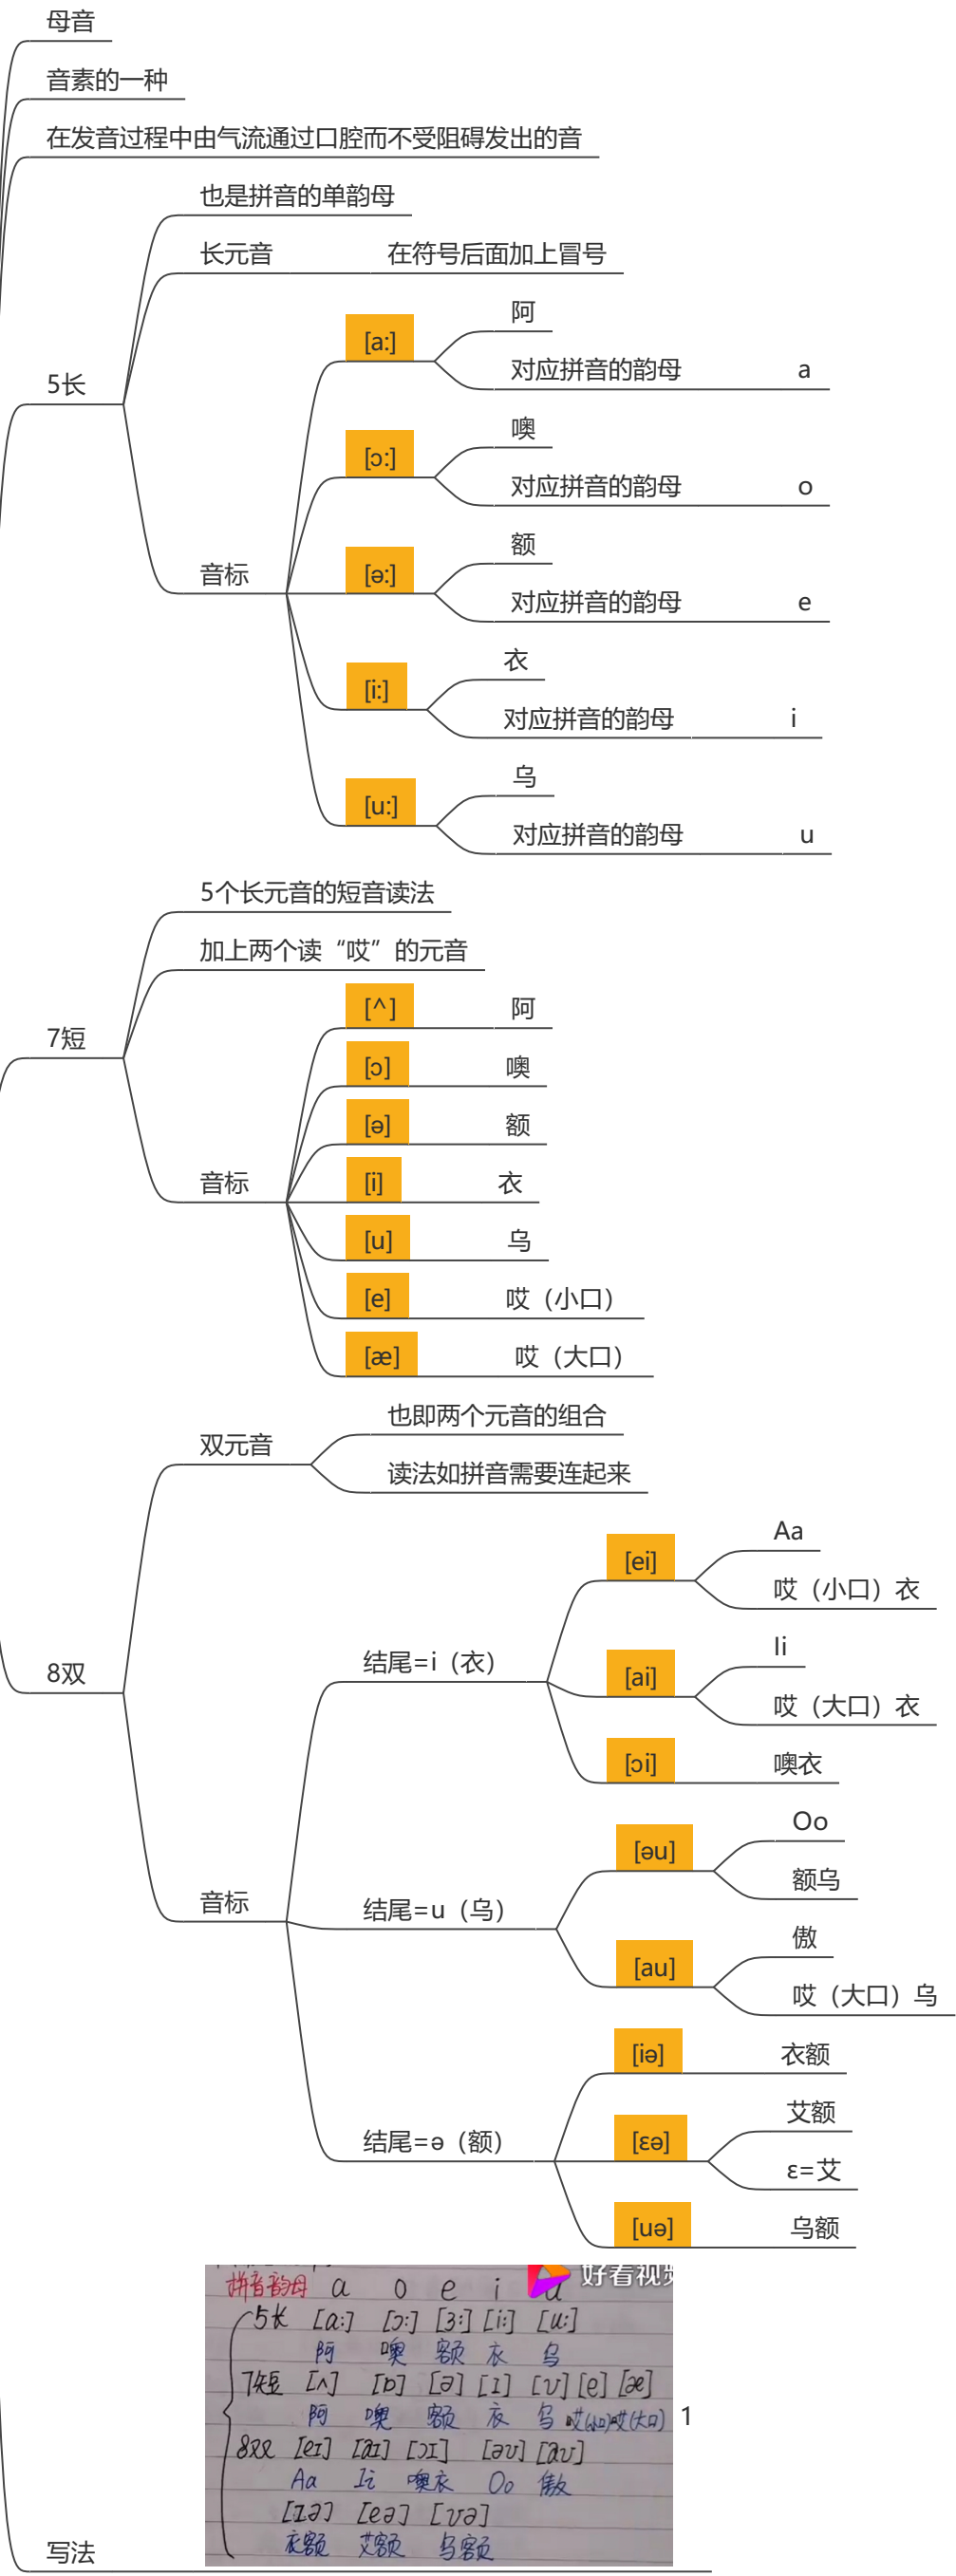 母音
音素的一种
在发音过程中由气流通过口腔而不受阻碍发出的音
5长
也是拼音的单韵母
长元音 在符号后面加上冒号
音标
[a:]
阿
对应拼音的韵母 a
[ɔ:]
噢
对应拼音的韵母 o
[ə:]
额
对应拼音的韵母 e
[i:]
衣
对应拼音的韵母 i
[u:]
乌
对应拼音的韵母 u
7短
5个长元音的短音读法
加上两个读“哎”的元音
音标
[^] 阿
[ɔ] 噢
[ə] 额
[i] 衣
[u] 乌
[e] 哎（小口）
[æ] 哎（大口）
8双
双元音
也即两个元音的组合
读法如拼音需要连起来
音标
结尾=i（衣）
[ei]
Aa
哎（小口）衣
[ai]
Ii
哎（大口）衣
[ɔi] 噢衣
结尾=u（乌）
[əu]
Oo
额乌
[au]
傲
哎（大口）乌
结尾=ə（额）
[iə] 衣额
[ɛə]
艾额
ɛ=艾
[uə] 乌额
写法
好看视频
拼音韵母 a o e i u
5长 [a:] [ɔ:] [ɜ:] [i:] [u:]
阿 噢 额 衣 乌
7短 [ʌ] [ɒ] [ə] [ɪ] [ʊ] [e] [æ]
阿 噢 额 衣 乌 哎(小口) 哎(大口)
8双 [eɪ] [aɪ] [ɔɪ] [əʊ] [aʊ]
Aa Ii 噢衣 Oo 傲
[ɪə] [eə] [ʊə]
衣额 艾额 乌额
1